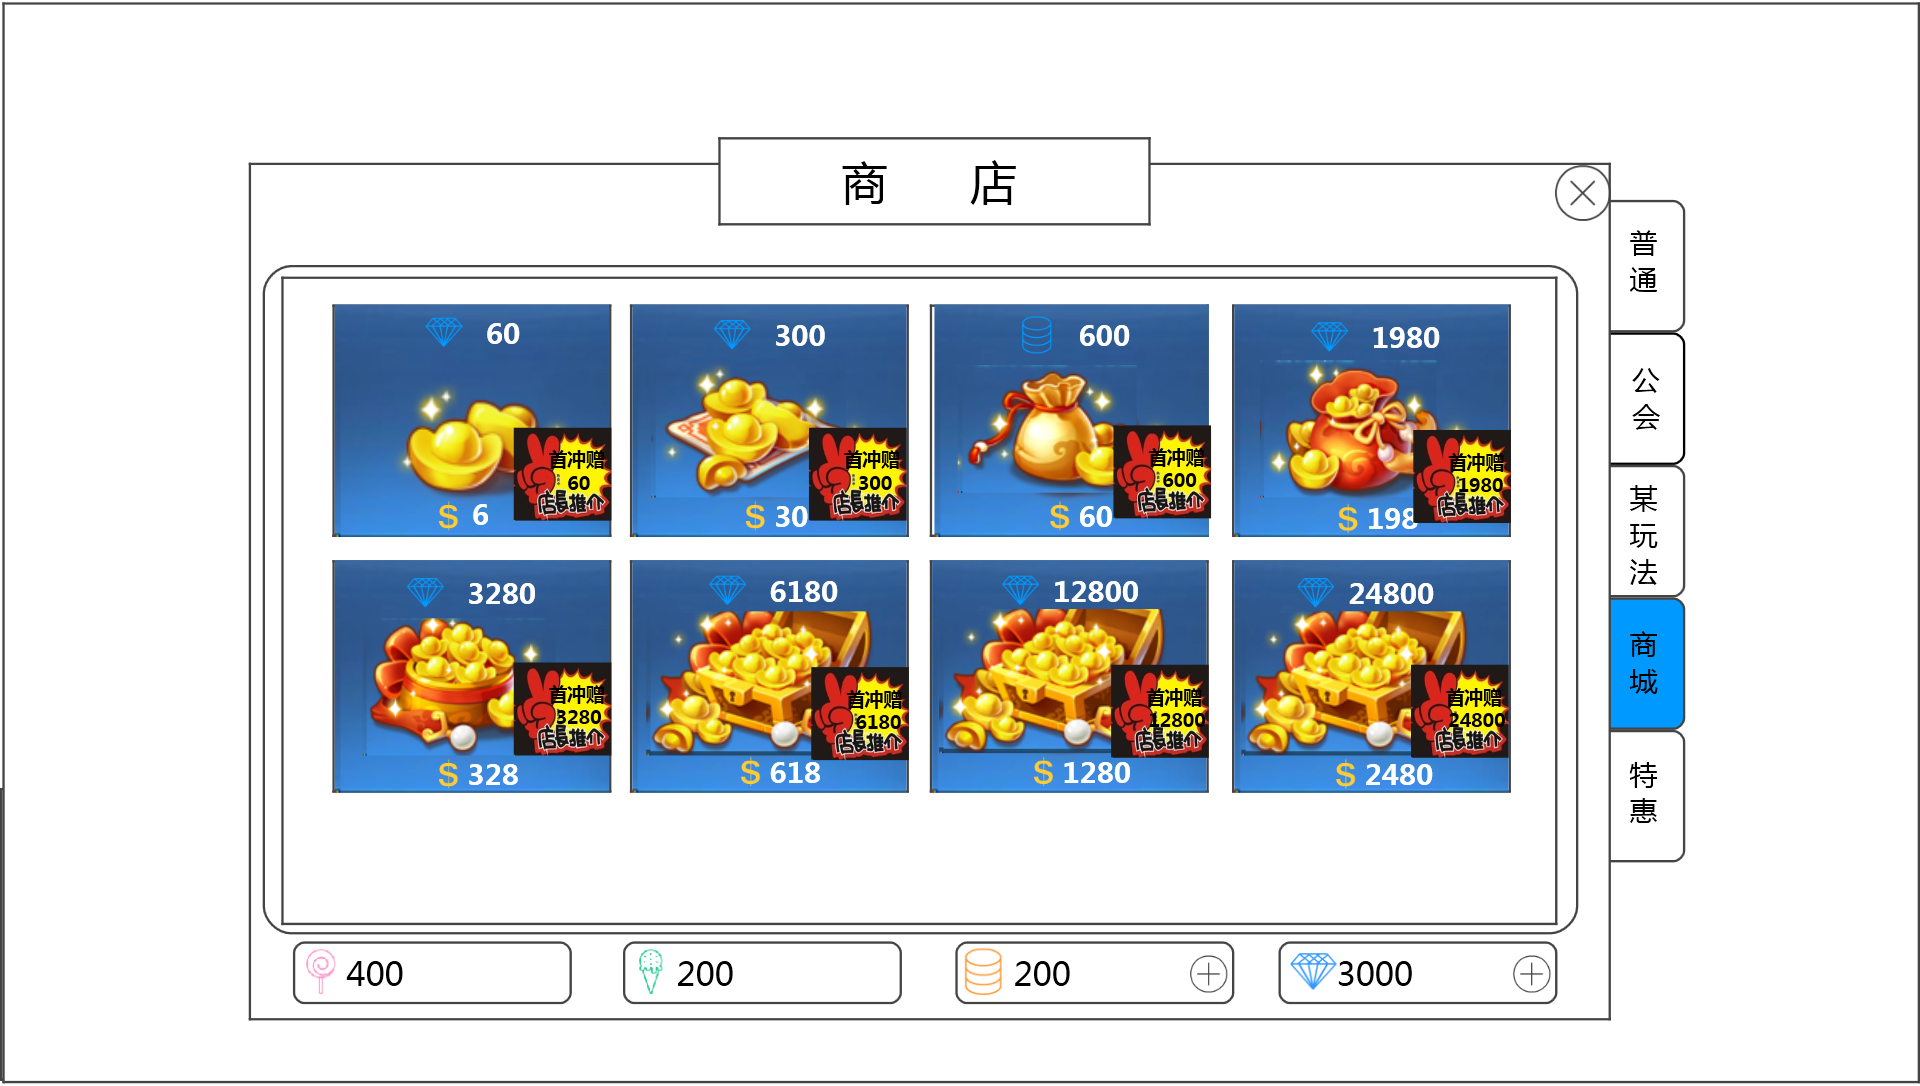 商 店
普通
公会
某玩法
商城
特惠
60
首冲赠
60
店長推介
$ 6
300
首冲赠
300
店長推介
$ 30
600
首冲赠
600
店長推介
$ 60
1980
首冲赠
1980
店長推介
$ 198
3280
首冲赠
3280
店長推介
$ 328
6180
首冲赠
6180
店長推介
$ 618
12800
首冲赠
12800
店長推介
$ 1280
24800
首冲赠
24800
店長推介
$ 2480
400
200
200
3000